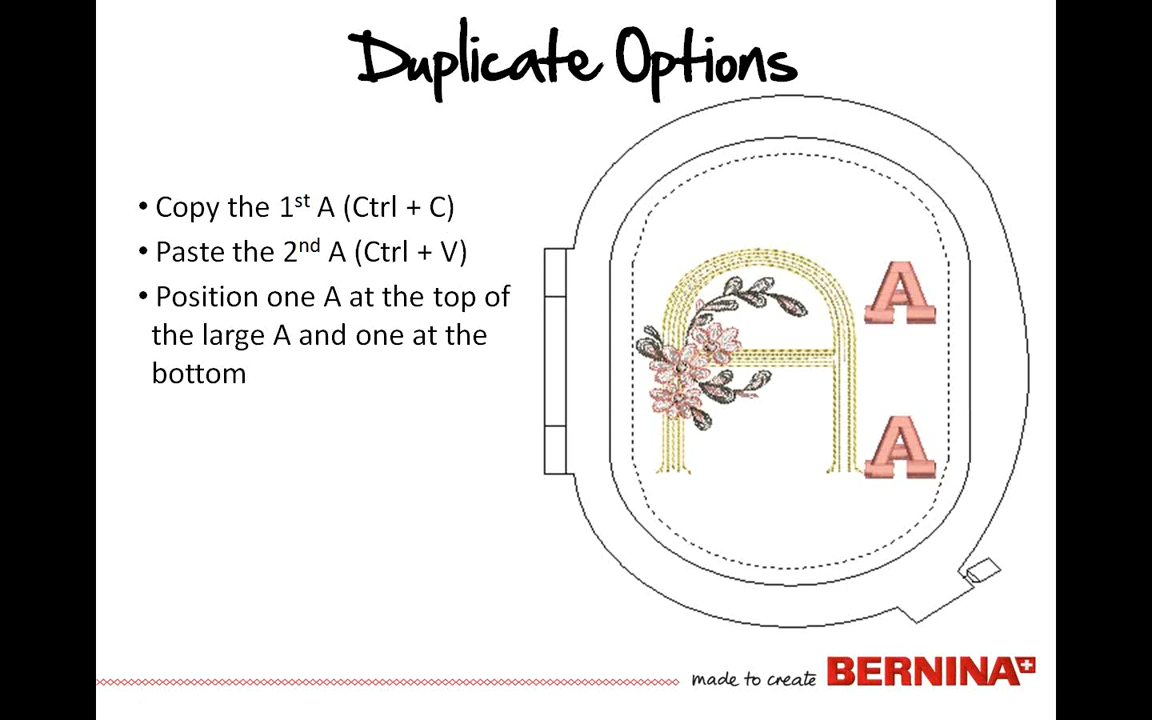 Duplicate Options
• Copy the 1st A (Ctrl + C)
• Paste the 2nd A (Ctrl + V)
• Position one A at the top of
the large A and one at the
bottom
A
A
A
made to create BERNINA